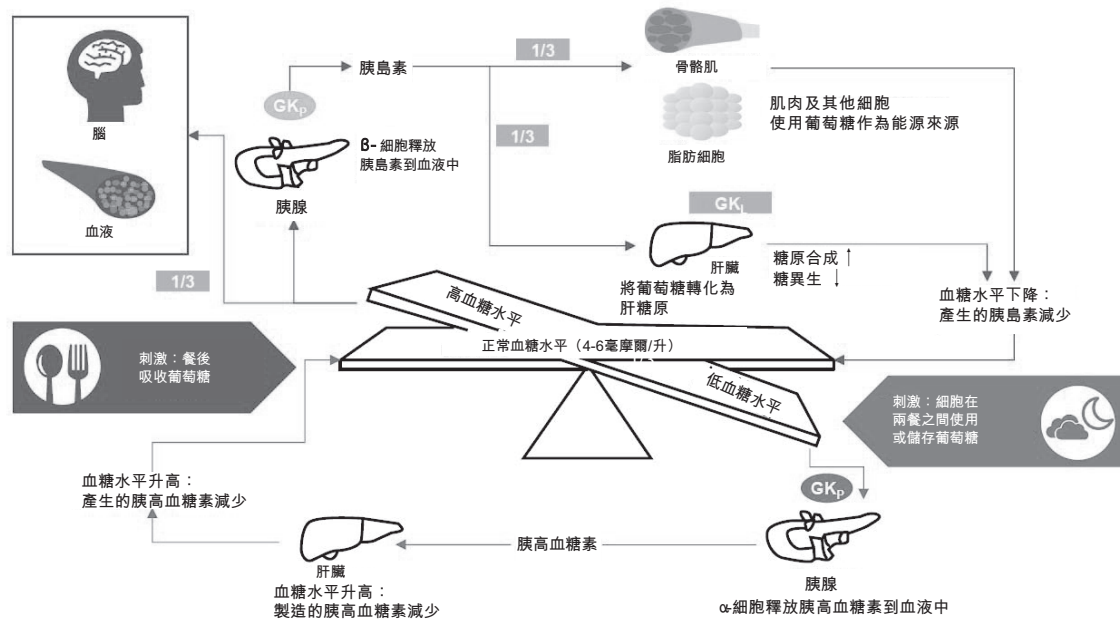 腦
血液
1/3
GKP
胰島素
β- 細胞釋放
胰島素到血液中
胰腺
1/3
1/3
骨骼肌
脂肪細胞
肌肉及其他細胞
使用葡萄糖作為能源來源
GKL
肝臟
將葡萄糖轉化為
肝糖原
糖原合成 ↑
糖異生 ↓
血糖水平下降：
產生的胰島素減少
高血糖水平
正常血糖水平（4-6毫摩爾/升）
低血糖水平
刺激：餐後
吸收葡萄糖
刺激：細胞在
兩餐之間使用
或儲存葡萄糖
血糖水平升高：
產生的胰高血糖素減少
GKP
胰腺
α-細胞釋放胰高血糖素到血液中
胰高血糖素
肝臟
血糖水平升高：
製造的胰高血糖素減少